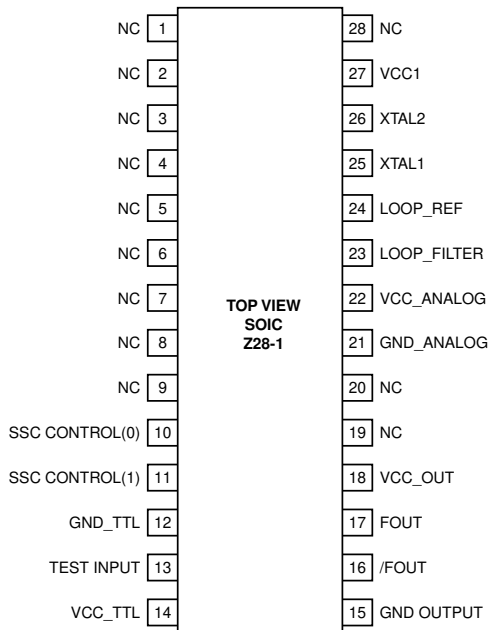 NC 1 28 NC
NC 2 27 VCC1
NC 3 26 XTAL2
NC 4 25 XTAL1
NC 5 24 LOOP_REF
NC 6 23 LOOP_FILTER
NC 7 22 VCC_ANALOG
TOP VIEW
SOIC
Z28-1
NC 8 21 GND_ANALOG
NC 9 20 NC
SSC CONTROL(0) 10 19 NC
SSC CONTROL(1) 11 18 VCC_OUT
GND_TTL 12 17 FOUT
TEST INPUT 13 16 /FOUT
VCC_TTL 14 15 GND OUTPUT